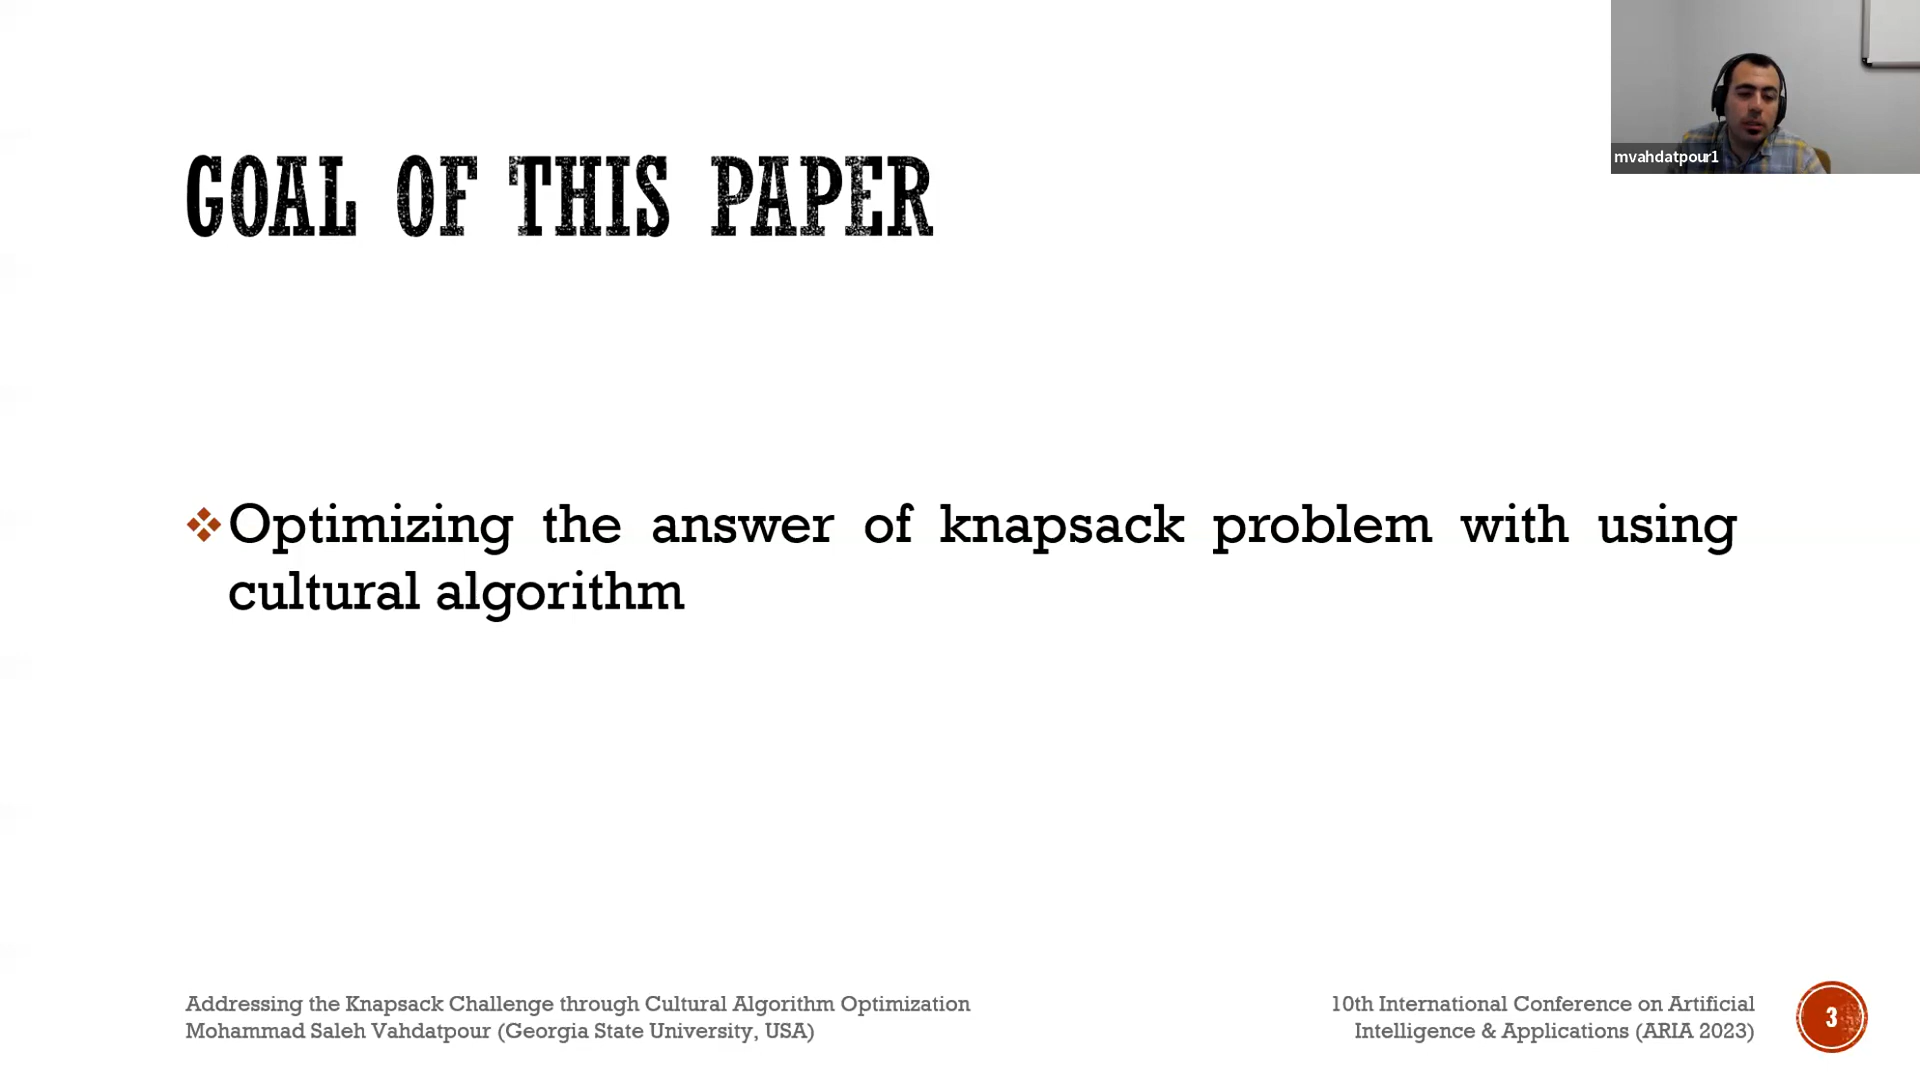 mvahdatpour1
GOAL OF THIS PAPER
Optimizing the answer of knapsack problem with using
cultural algorithm
Addressing the Knapsack Challenge through Cultural Algorithm Optimization
Mohammad Saleh Vahdatpour (Georgia State University, USA)
10th International Conference on Artificial
Intelligence & Applications (ARIA 2023)
3